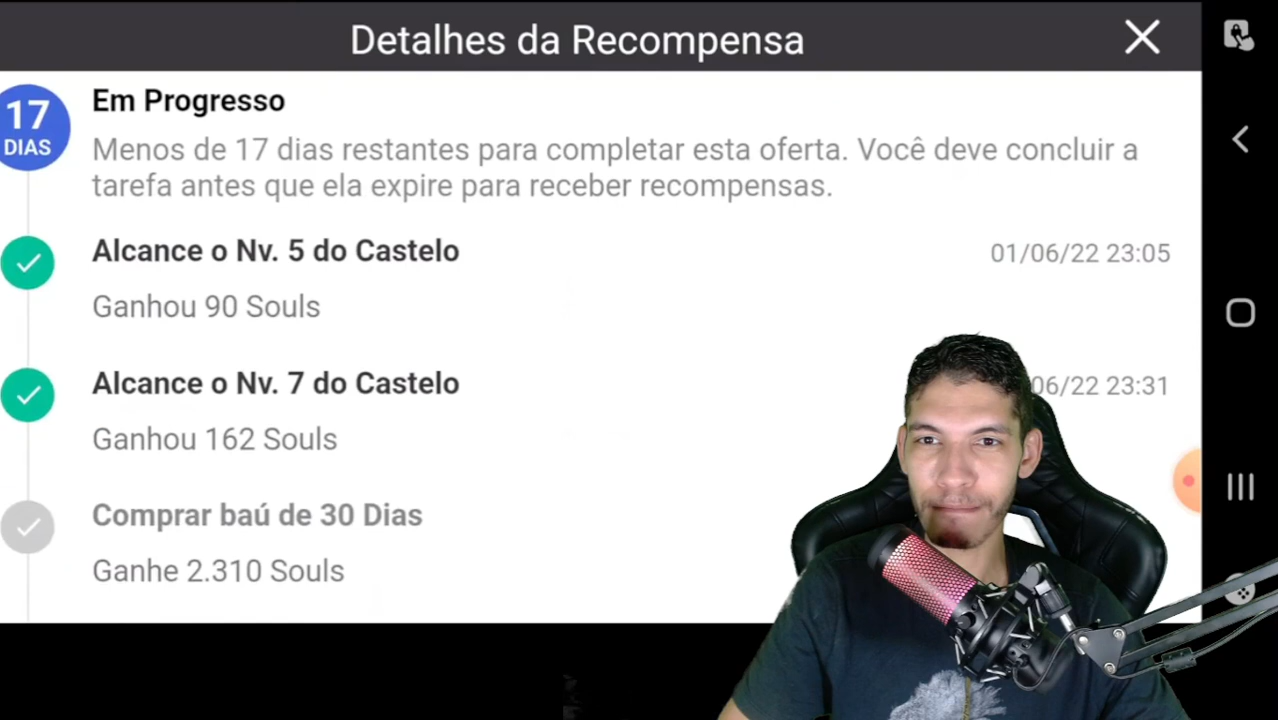 Detalhes da Recompensa
17
DIAS
Em Progresso
Menos de 17 dias restantes para completar esta oferta. Você deve concluir a
tarefa antes que ela expire para receber recompensas.
Alcance o Nv. 5 do Castelo
01/06/22 23:05
Ganhou 90 Souls
Alcance o Nv. 7 do Castelo
06/22 23:31
Ganhou 162 Souls
Comprar baú de 30 Dias
Ganhe 2.310 Souls